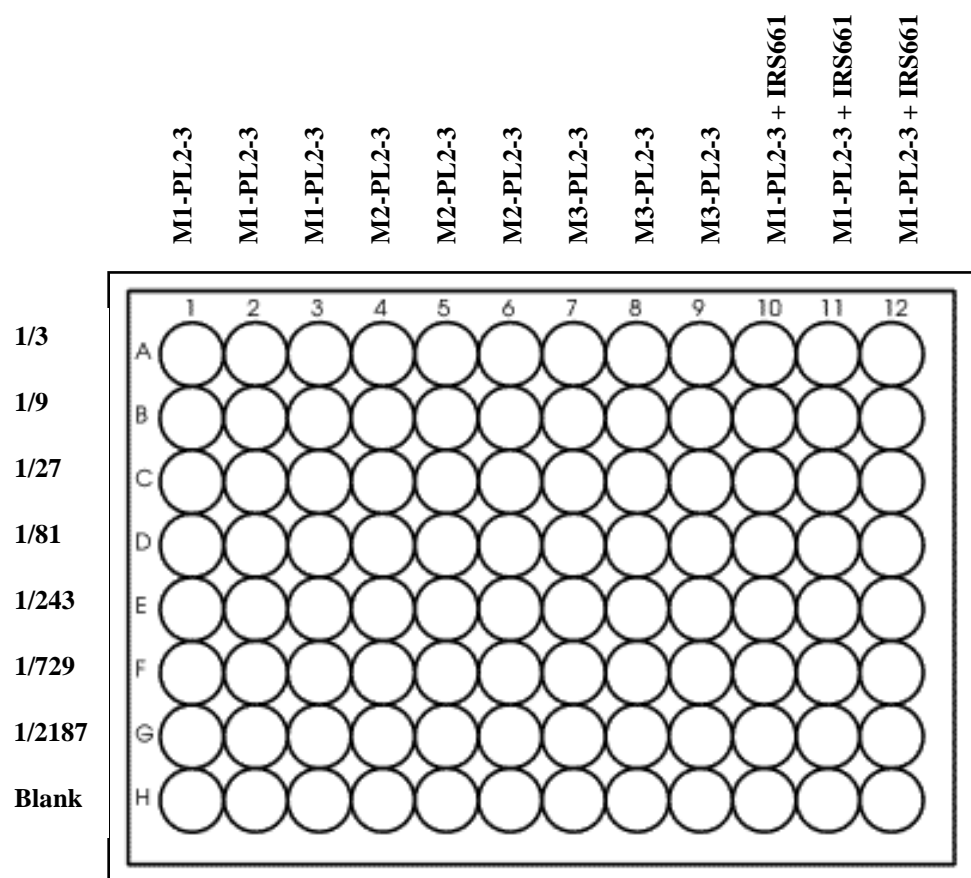 M1-PL2-3
M1-PL2-3
M1-PL2-3
M2-PL2-3
M2-PL2-3
M2-PL2-3
M3-PL2-3
M3-PL2-3
M3-PL2-3
M1-PL2-3 + IRS661
M1-PL2-3 + IRS661
M1-PL2-3 + IRS661
1 2 3 4 5 6 7 8 9 10 11 12
1/3 A
1/9 B
1/27 C
1/81 D
1/243 E
1/729 F
1/2187 G
Blank H